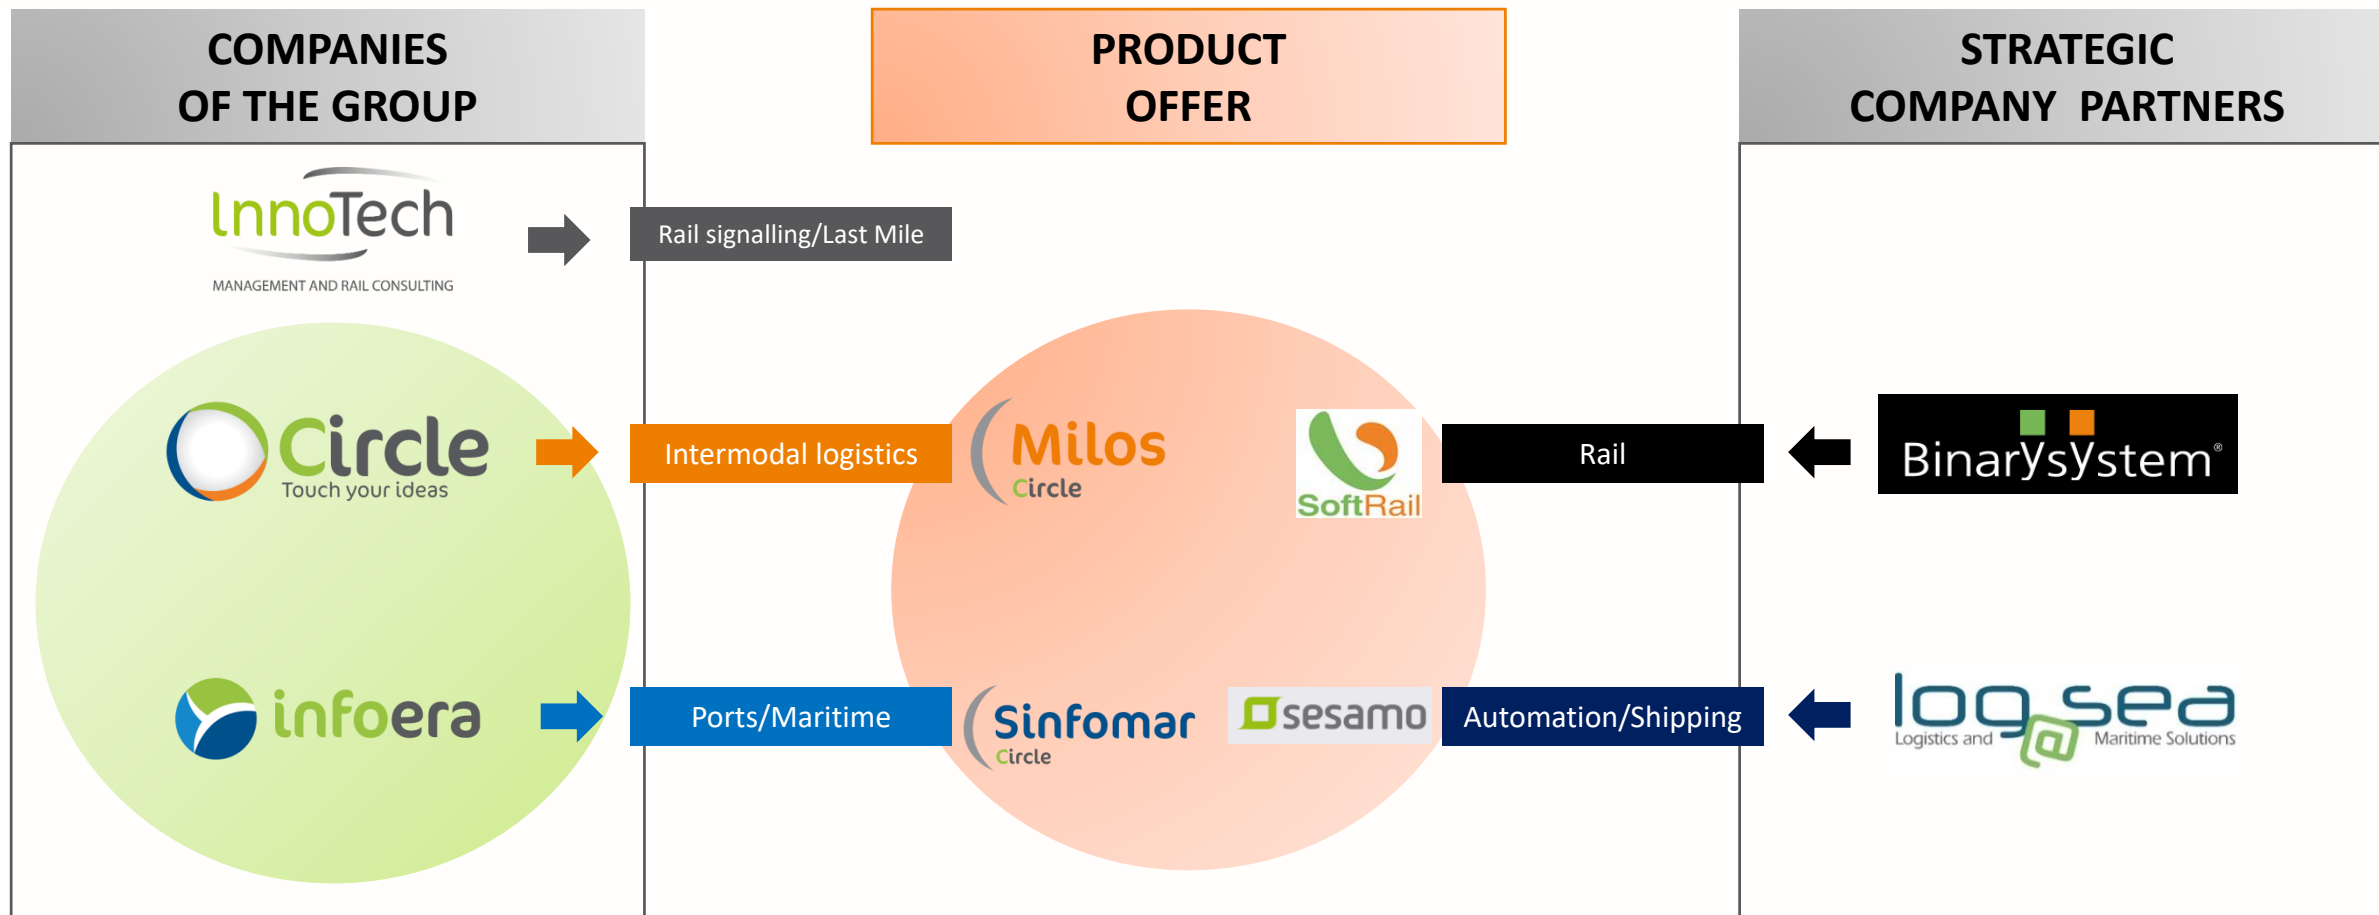 COMPANIES
OF THE GROUP
PRODUCT
OFFER
STRATEGIC
COMPANY PARTNERS
InnoTech
MANAGEMENT AND RAIL CONSULTING
Rail signalling/Last Mile
Circle
Touch your ideas
Intermodal logistics
Milos
Circle
SoftRail
Rail
Binarysystem®
infoera
Ports/Maritime
Sinfomar
Circle
sesamo
Automation/Shipping
log@sea
Logistics and Maritime Solutions